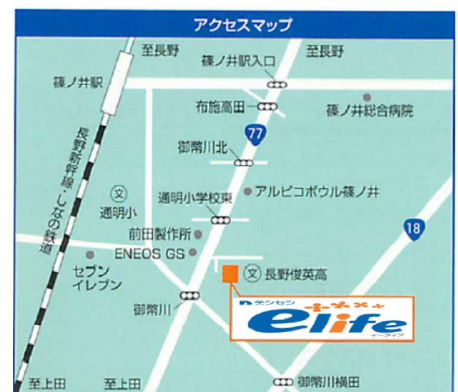 アクセスマップ
至長野
篠ノ井駅入口
至長野
篠ノ井駅
布施高田
篠ノ井総合病院
77
御幣川北
長野新幹線・しなの鉄道
文
通明小
通明小学校東
アルピコボウル篠ノ井
18
前田製作所
ENEOS GS
セブン
イレブン
文 長野俊英高
御幣川
n テンセン
elife
イーライフ
至上田
至上田
御幣川横田